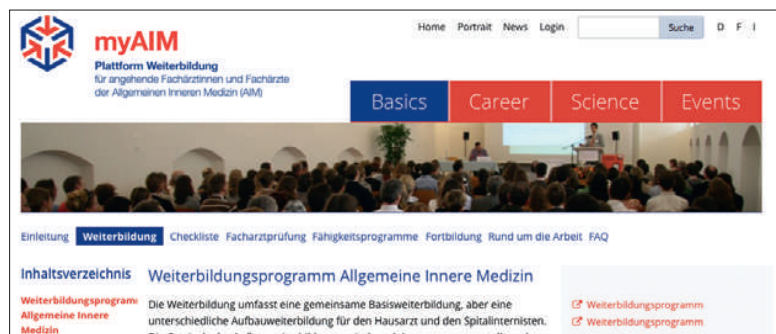 Home Portrait News Login Suche D F I
myAIM
Plattform Weiterbildung
für angehende Fachärztinnen und Fachärzte
der Allgemeinen Inneren Medizin (AIM)
Basics Career Science Events
Einleitung Weiterbildung Checkliste Facharztprüfung Fähigkeitsprogramme Fortbildung Rund um die Arbeit FAQ
Inhaltsverzeichnis
Weiterbildungsprogram
Allgemeine Innere
Medizin
Weiterbildungsprogramm Allgemeine Innere Medizin
Die Weiterbildung umfasst eine gemeinsame Basisweiterbildung, aber eine
unterschiedliche Aufbauweiterbildung für den Hausarzt und den Spitalinternisten.
Weiterbildungsprogramm
Weiterbildungsprogramm